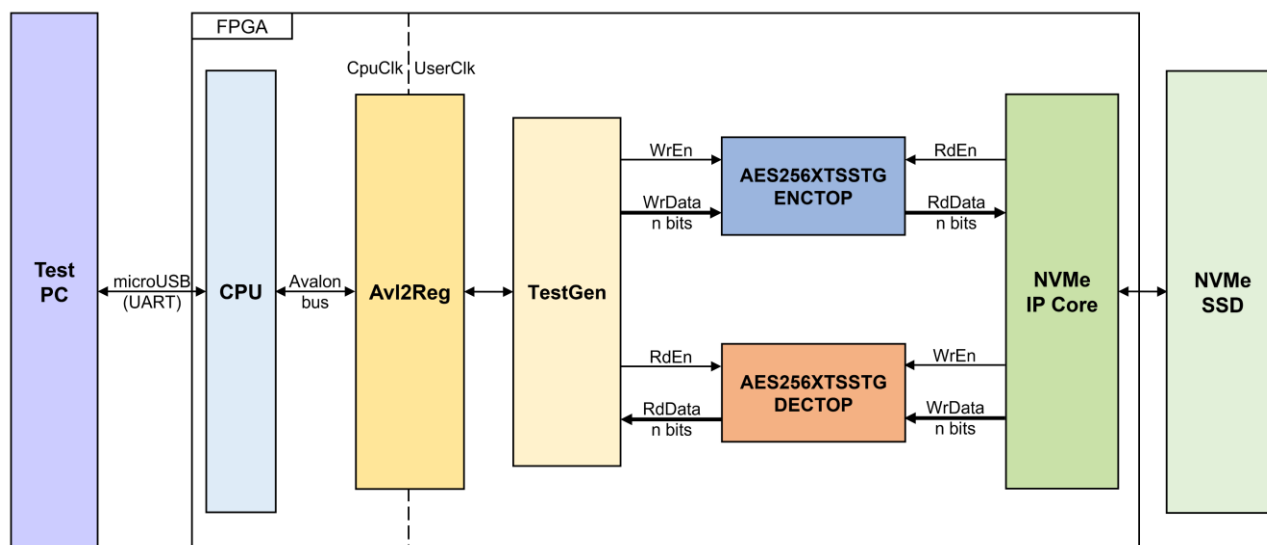 FPGA
CpuClk
UserClk
Test
PC
microUSB
(UART)
CPU
Avalon
bus
Avl2Reg
TestGen
WrEn
WrData
n bits
AES256XTSSTG
ENCTOP
RdEn
RdData
n bits
RdEn
RdData
n bits
AES256XTSSTG
DECTOP
WrEn
WrData
n bits
NVMe
IP Core
NVMe
SSD